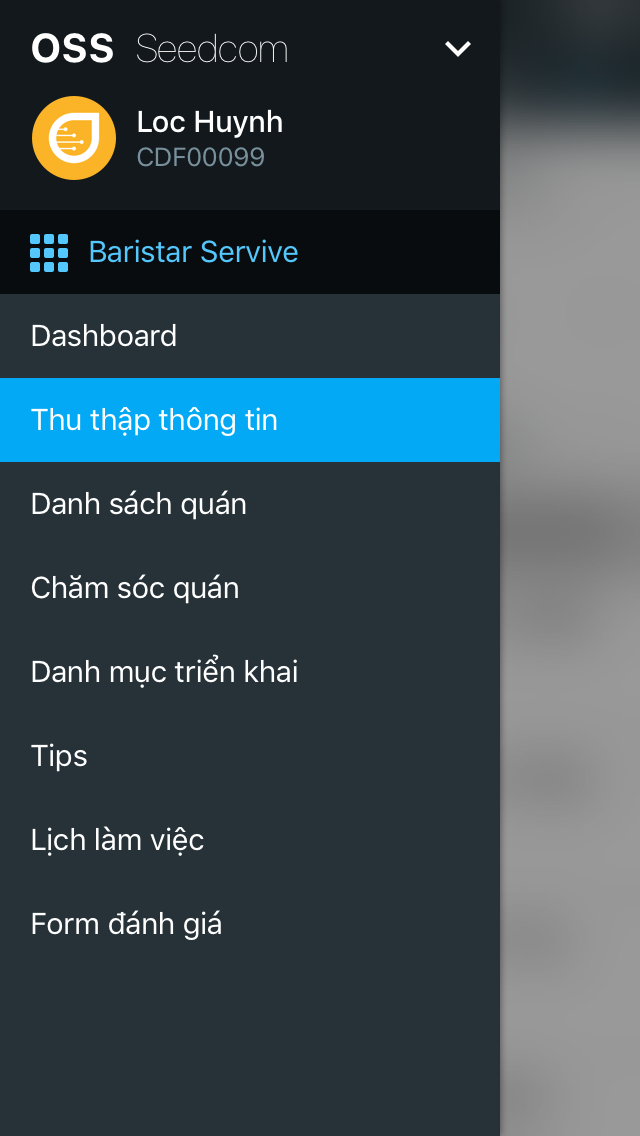 OSS Seedcom
Loc Huynh
CDF00099
Baristar Servive
Dashboard
Thu thập thông tin
Danh sách quán
Chăm sóc quán
Danh mục triển khai
Tips
Lịch làm việc
Form đánh giá